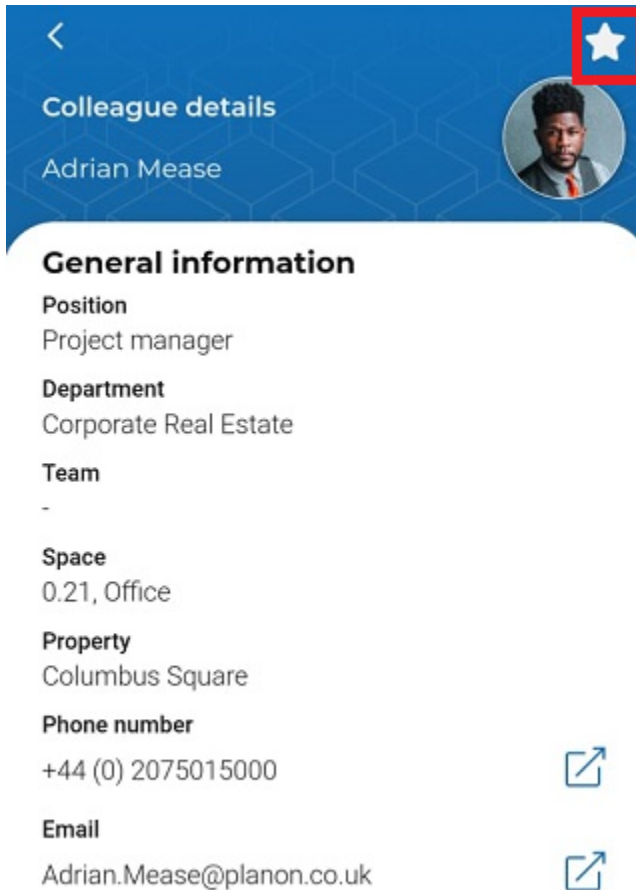 Colleague details
Adrian Mease
General information
Position
Project manager
Department
Corporate Real Estate
Team
-
Space
0.21, Office
Property
Columbus Square
Phone number
+44 (0) 2075015000
Email
Adrian.Mease@planon.co.uk